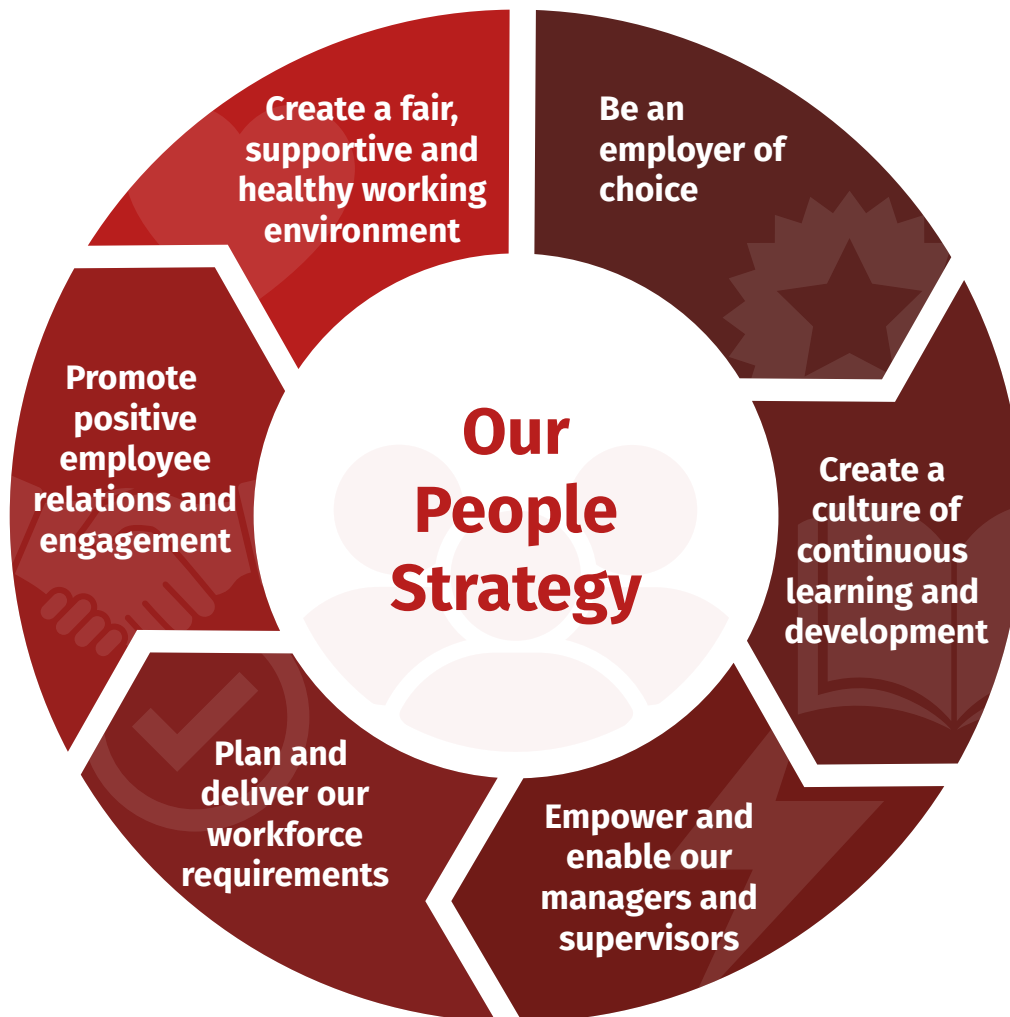 Our
People
Strategy
Be an
employer of
choice
Create a
culture of
continuous
learning and
development
Empower and
enable our
managers and
supervisors
Plan and
deliver our
workforce
requirements
Promote
positive
employee
relations and
engagement
Create a fair,
supportive and
healthy working
environment